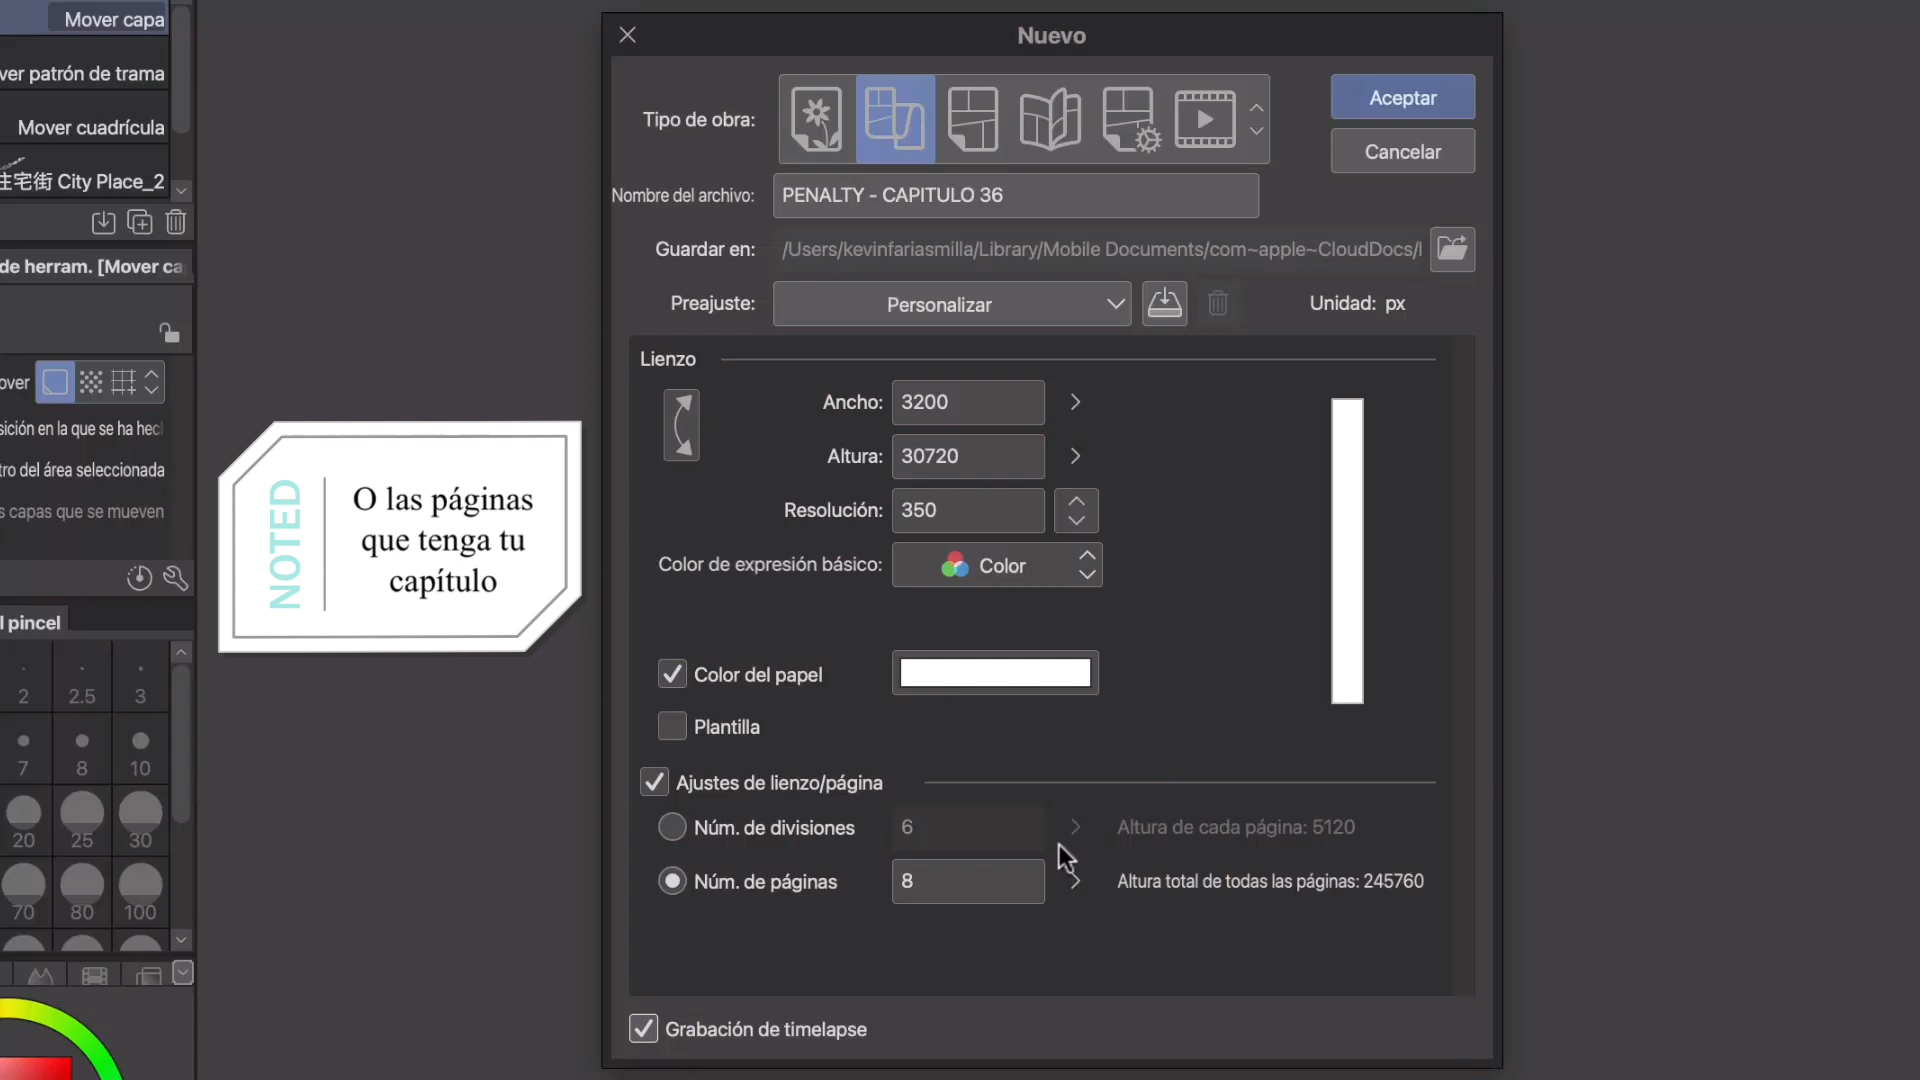 Mover capa
ver patrón de trama
Mover cuadrícula
住宅街 City Place_2
de herram. [Mover ca
over
sición en la que se ha hec
tro del área seleccionada
s capas que se mueven
l pincel
2 2.5 3
7 8 10
20 25 30
70 80 100
NOTED
O las páginas
que tenga tu
capítulo
Nuevo
Tipo de obra:
Aceptar
Cancelar
Nombre del archivo: PENALTY - CAPITULO 36
Guardar en: /Users/kevinfariasmilla/Library/Mobile Documents/com~apple~CloudDocs/l
Preajuste: Personalizar Unidad: px
Lienzo
Ancho: 3200
Altura: 30720
Resolución: 350
Color de expresión básico: Color
Color del papel
Plantilla
Ajustes de lienzo/página
Núm. de divisiones 6 Altura de cada página: 5120
Núm. de páginas 8 Altura total de todas las páginas: 245760
Grabación de timelapse